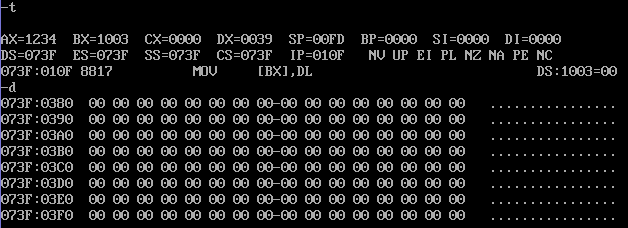 -t

AX=1234  BX=1003  CX=0000  DX=0039  SP=00FD  BP=0000  SI=0000  DI=0000
DS=073F  ES=073F  SS=073F  CS=073F  IP=010F   NV UP EI PL NZ NA PE NC
073F:010F 8817          MOV     [BX],DL                            DS:1003=00
-d
073F:0380  00 00 00 00 00 00 00 00-00 00 00 00 00 00 00 00   ................
073F:0390  00 00 00 00 00 00 00 00-00 00 00 00 00 00 00 00   ................
073F:03A0  00 00 00 00 00 00 00 00-00 00 00 00 00 00 00 00   ................
073F:03B0  00 00 00 00 00 00 00 00-00 00 00 00 00 00 00 00   ................
073F:03C0  00 00 00 00 00 00 00 00-00 00 00 00 00 00 00 00   ................
073F:03D0  00 00 00 00 00 00 00 00-00 00 00 00 00 00 00 00   ................
073F:03E0  00 00 00 00 00 00 00 00-00 00 00 00 00 00 00 00   ................
073F:03F0  00 00 00 00 00 00 00 00-00 00 00 00 00 00 00 00   ................